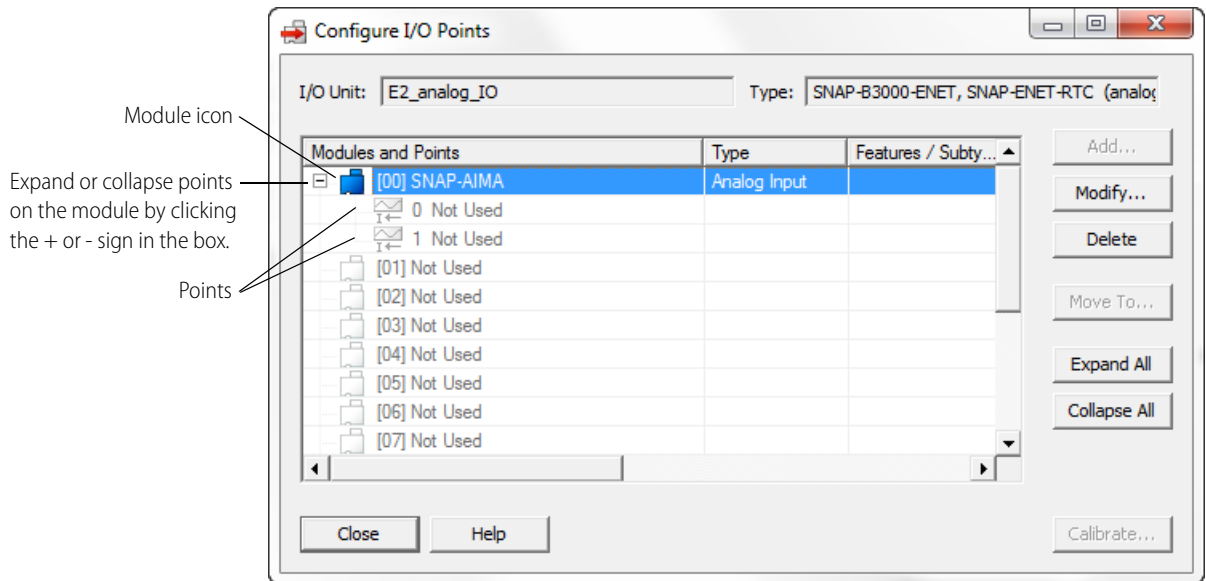 Configure I/O Points
I/O Unit: E2_analog_IO Type: SNAP-B3000-ENET, SNAP-ENET-RTC (analog
Module icon
Modules and Points Type Features / Subty... Add...
Expand or collapse points
on the module by clicking
the + or - sign in the box.
[00] SNAP-AIMA Analog Input Modify...
0 Not Used
1 Not Used Delete
Points
[01] Not Used
[02] Not Used Move To...
[03] Not Used
[04] Not Used Expand All
[05] Not Used
[06] Not Used Collapse All
[07] Not Used
Close Help Calibrate...